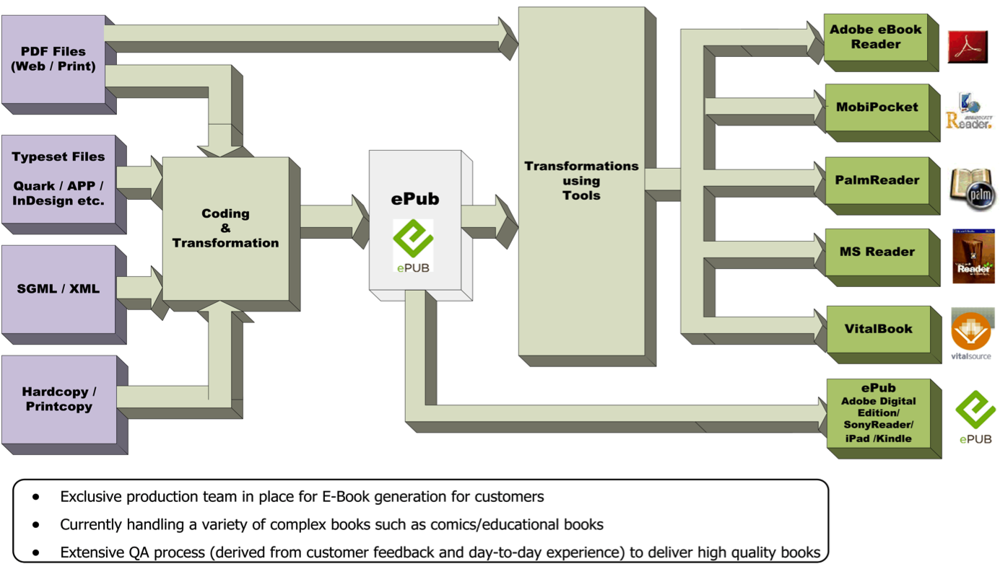 PDF Files
(Web / Print)
Typeset Files
Quark / APP /
InDesign etc.
SGML / XML
Hardcopy /
Printcopy
Coding
&
Transformation
ePub
ePUB
Transformations
using
Tools
Adobe eBook
Reader
MobiPocket
Reader.
PalmReader
palm
MS Reader
Reader
VitalBook
vitalsource
ePub
Adobe Digital
Edition/
SonyReader/
iPad /Kindle
ePUB
• Exclusive production team in place for E-Book generation for customers
• Currently handling a variety of complex books such as comics/educational books
• Extensive QA process (derived from customer feedback and day-to-day experience) to deliver high quality books